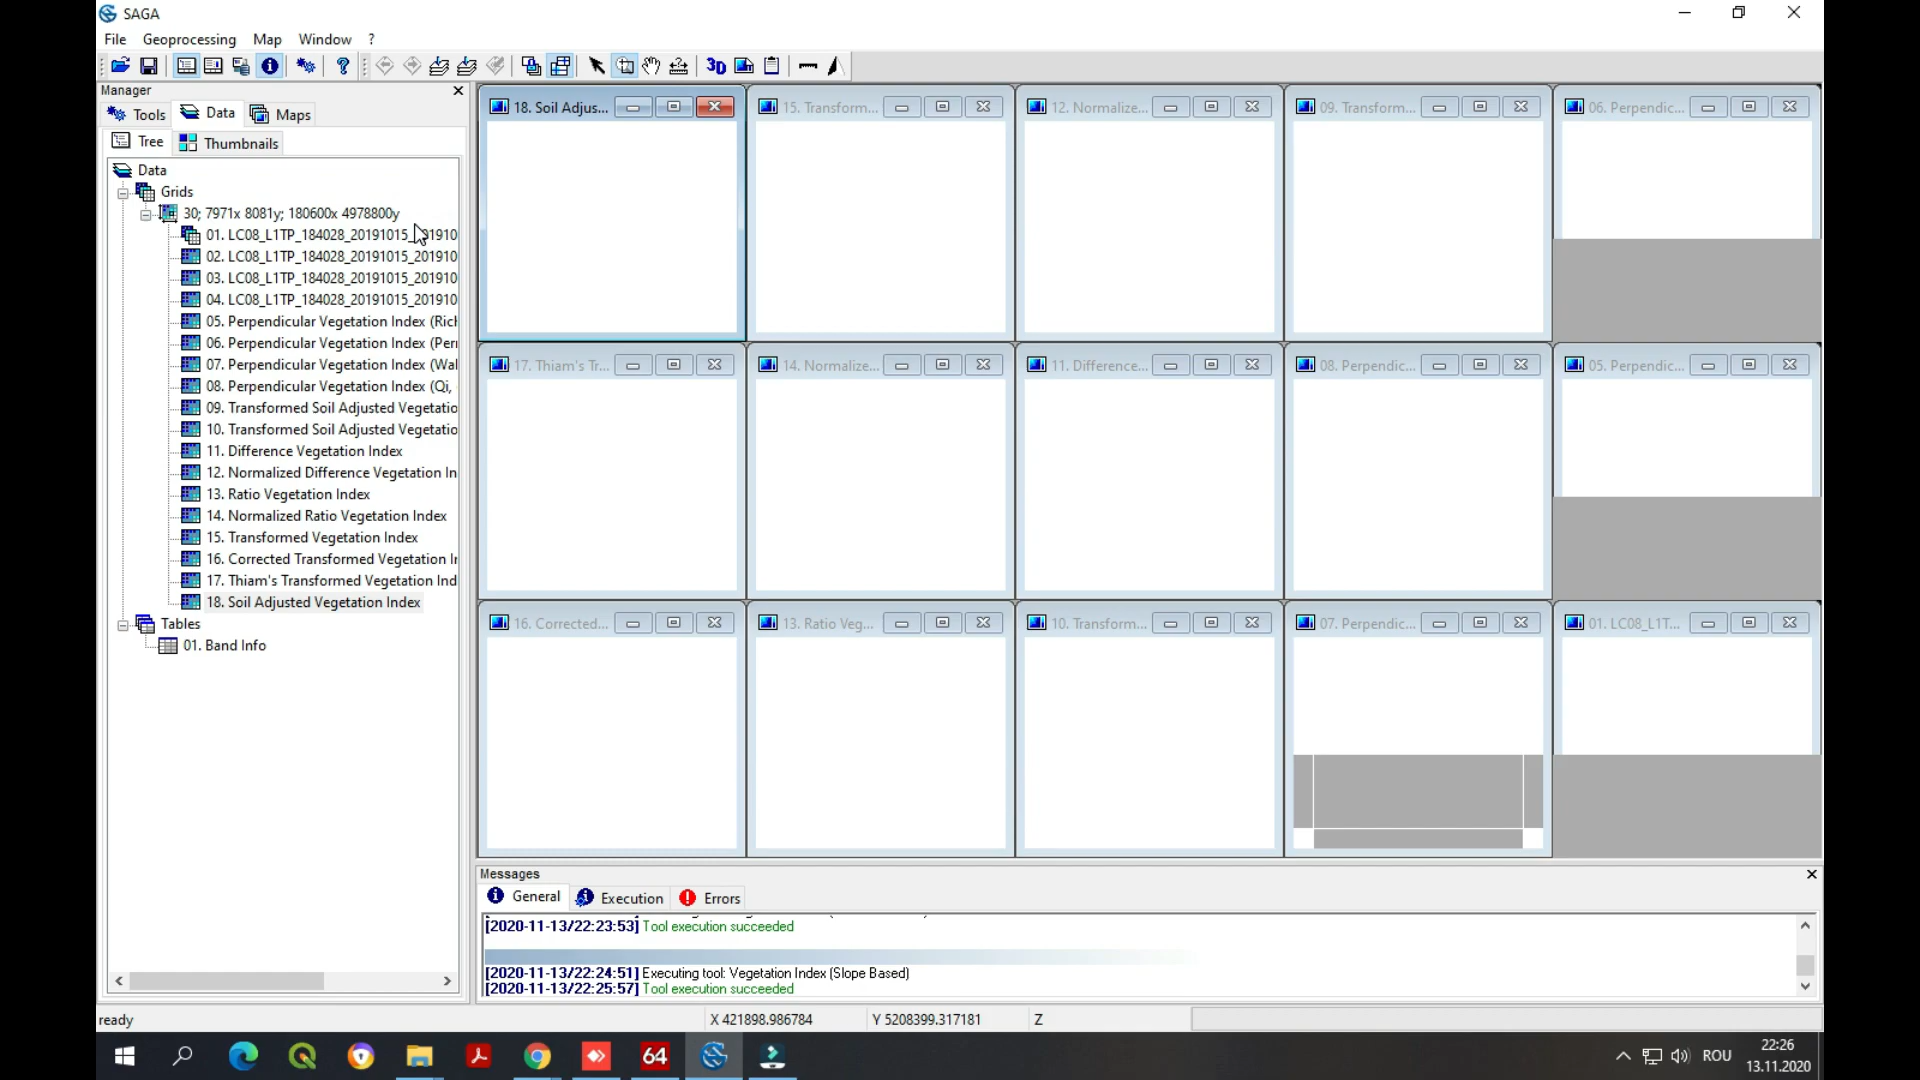 SAGA
File Geoprocessing Map Window ?
3D
Manager
Tools Data Maps
Tree Thumbnails
Data
Grids
30; 7971x 8081y; 180600x 4978800y
01. LC08_L1TP_184028_20191015_201910
02. LC08_L1TP_184028_20191015_201910
03. LC08_L1TP_184028_20191015_201910
04. LC08_L1TP_184028_20191015_201910
05. Perpendicular Vegetation Index (Rich
06. Perpendicular Vegetation Index (Per
07. Perpendicular Vegetation Index (Wal
08. Perpendicular Vegetation Index (Qi,
09. Transformed Soil Adjusted Vegetatio
10. Transformed Soil Adjusted Vegetatio
11. Difference Vegetation Index
12. Normalized Difference Vegetation In
13. Ratio Vegetation Index
14. Normalized Ratio Vegetation Index
15. Transformed Vegetation Index
16. Corrected Transformed Vegetation I
17. Thiam's Transformed Vegetation Ind
18. Soil Adjusted Vegetation Index
Tables
01. Band Info
18. Soil Adjus... 15. Transform... 12. Normalize... 09. Transform... 06. Perpendic...
17. Thiam's Tr... 14. Normalize... 11. Difference... 08. Perpendic... 05. Perpendic...
16. Corrected... 13. Ratio Veg... 10. Transform... 07. Perpendic... 01. LC08_L1T...
Messages
General Execution Errors
[2020-11-13/22:23:53] Tool execution succeeded
[2020-11-13/22:24:51] Executing tool: Vegetation Index (Slope Based)
[2020-11-13/22:25:57] Tool execution succeeded
ready X 421898.986784 Y 5208399.317181 Z
64 ROU 22:26
13.11.2020